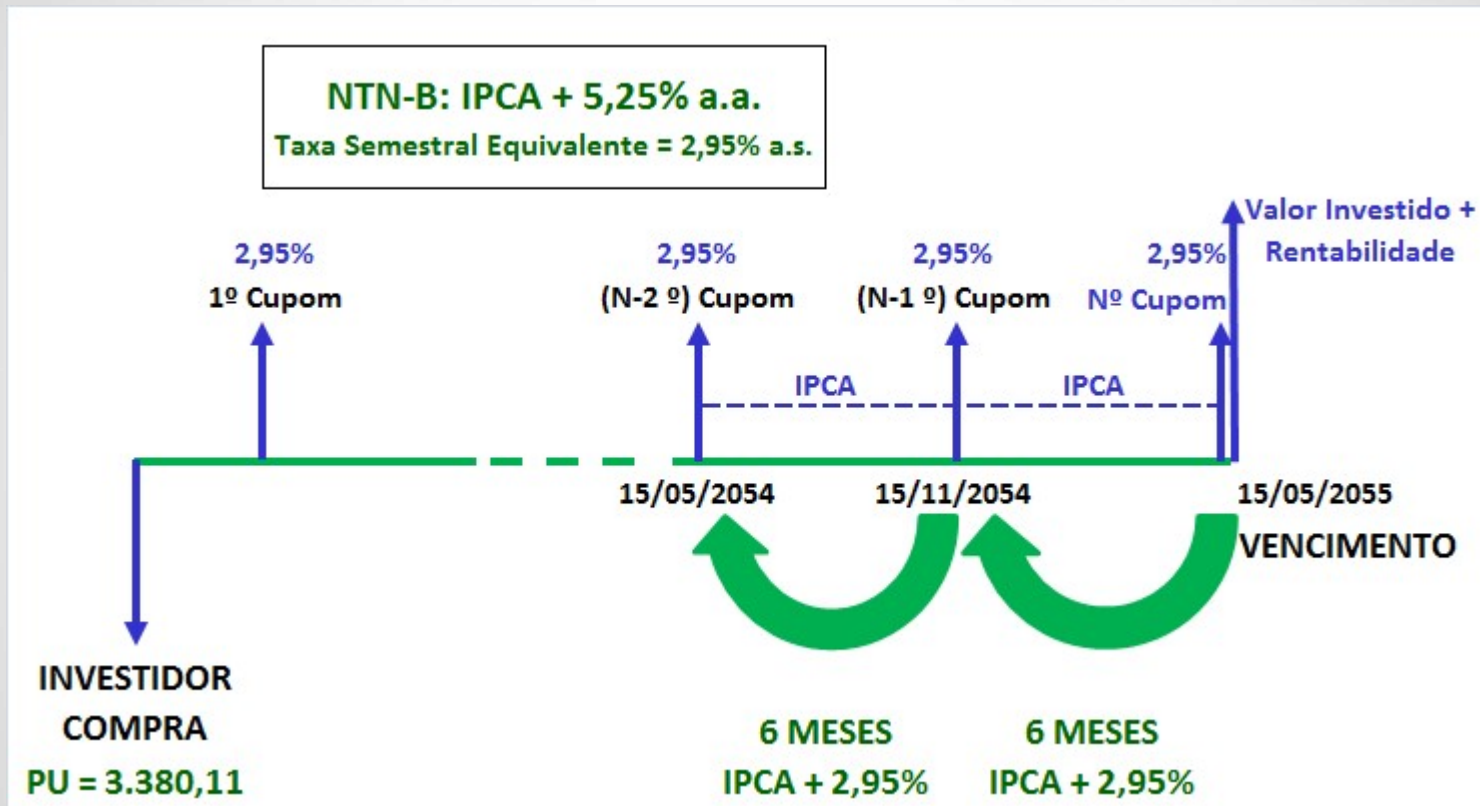 NTN-B: IPCA + 5,25% a.a.
Taxa Semestral Equivalente = 2,95% a.s.
Valor Investido +
Rentabilidade
2,95%
1º Cupom
2,95%
(N-2 º) Cupom
2,95%
(N-1 º) Cupom
2,95%
Nº Cupom
IPCA
IPCA
15/05/2054
15/11/2054
15/05/2055
VENCIMENTO
INVESTIDOR
COMPRA
PU = 3.380,11
6 MESES
IPCA + 2,95%
6 MESES
IPCA + 2,95%